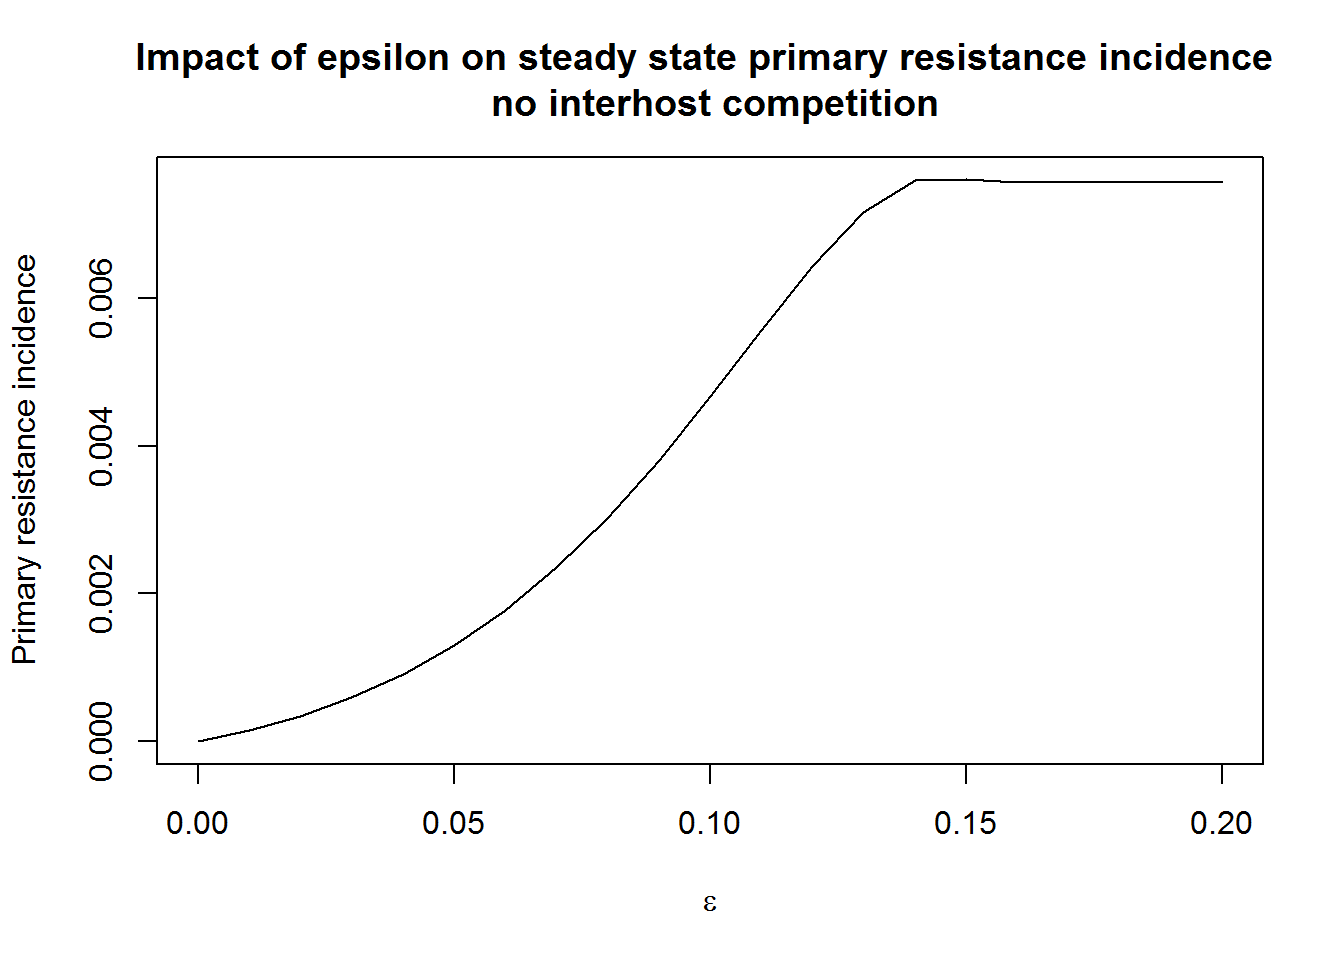 Impact of epsilon on steady state primary resistance incidence
no interhost competition
Primary resistance incidence
0.006
0.004
0.002
0.000
0.00 0.05 0.10 0.15 0.20
ε